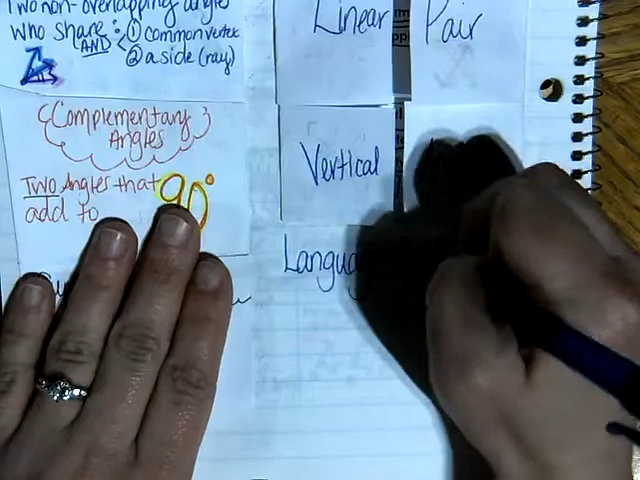 Two non-overlapping angles
who share: ① common vertex
AND ② a side (ray)
Linear Pair
Complementary
Angles
Two Angles that
add to 90°
Vertical